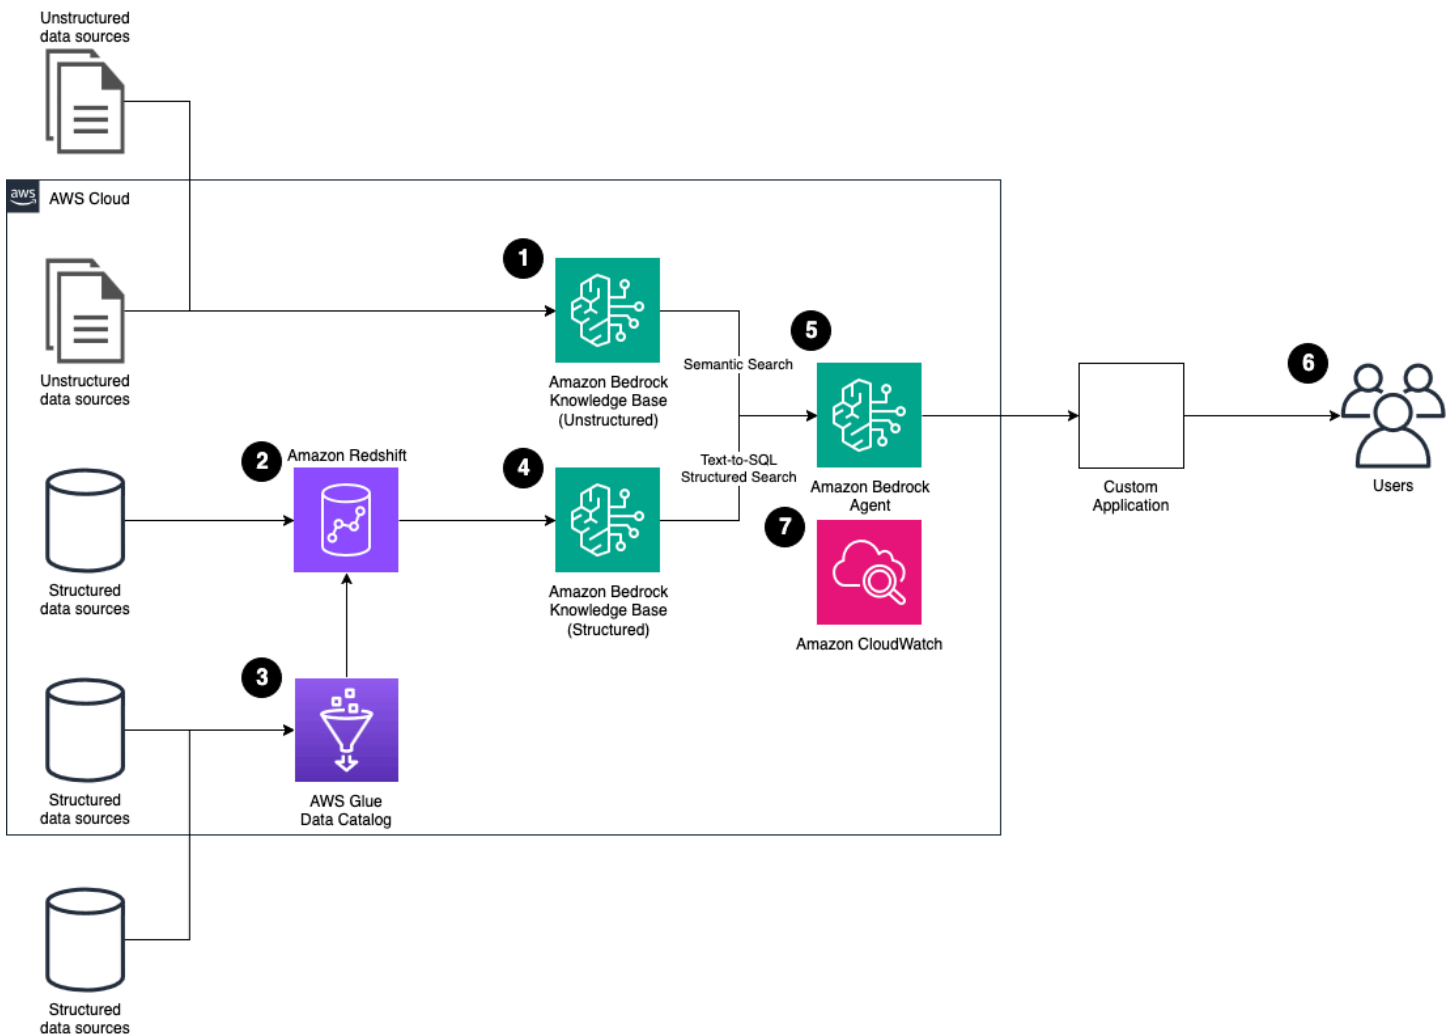 Unstructured
data sources
aws
AWS Cloud
Unstructured
data sources
1
Amazon Bedrock
Knowledge Base
(Unstructured)
Semantic Search
5
Amazon Bedrock
Agent
Custom
Application
6
Users
2
Amazon Redshift
4
Text-to-SQL
Structured Search
Structured
data sources
Amazon Bedrock
Knowledge Base
(Structured)
7
Amazon CloudWatch
3
Structured
data sources
AWS Glue
Data Catalog
Structured
data sources